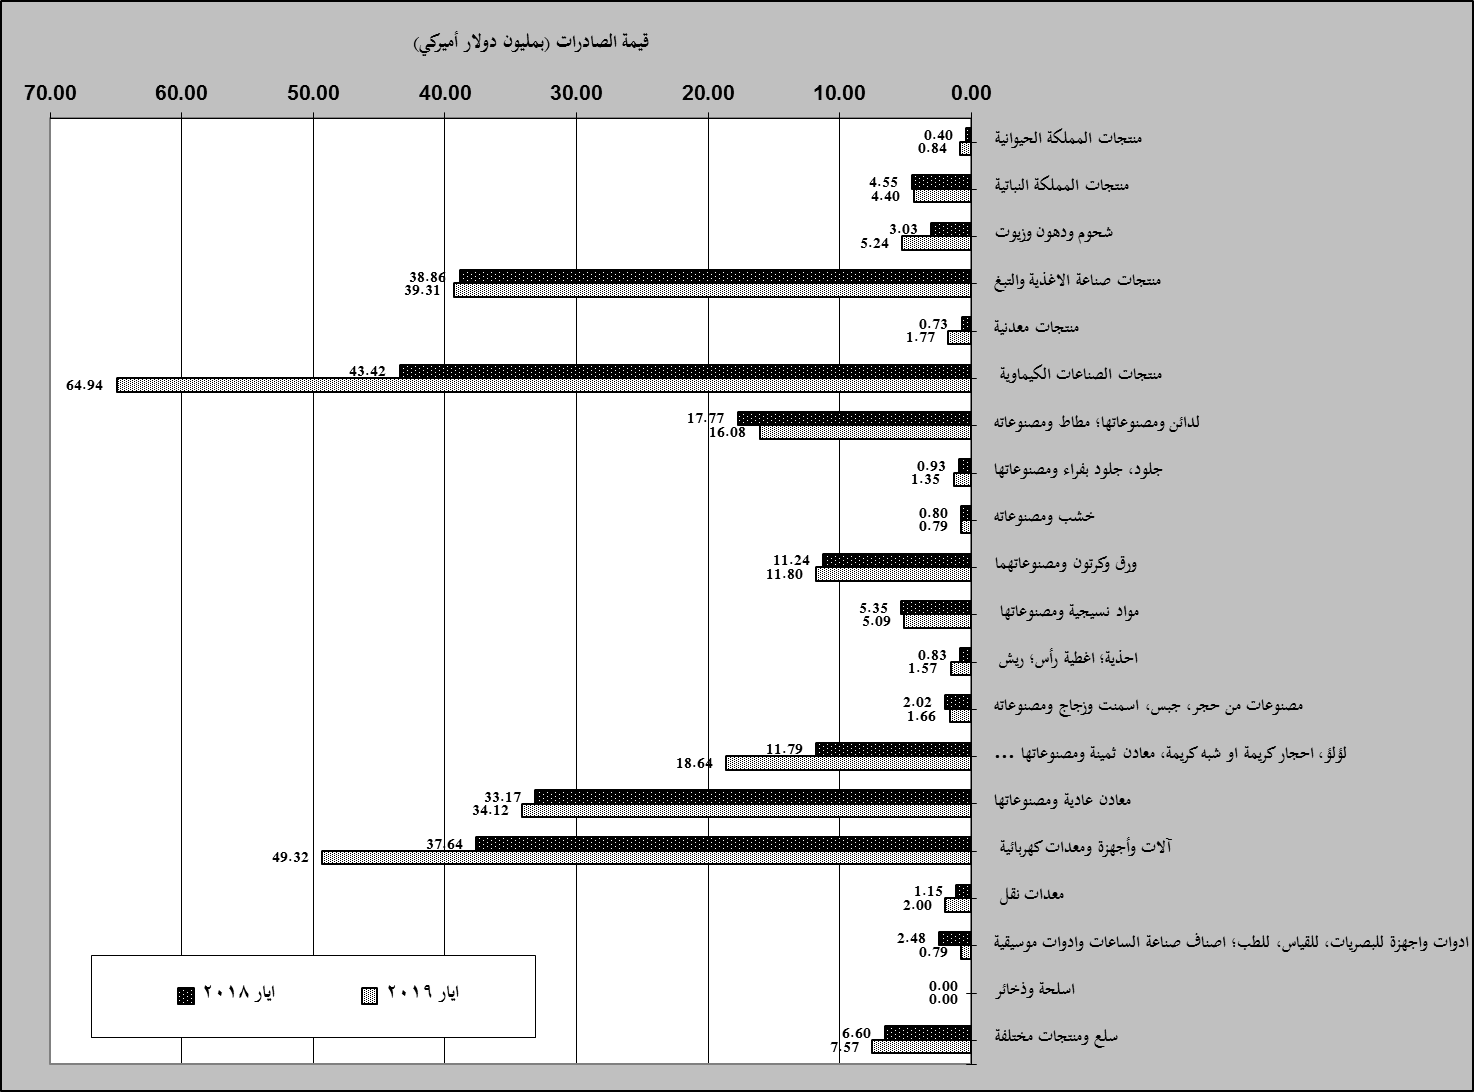 قيمة الصادرات (بمليون دولار أميركي)
70.00 60.00 50.00 40.00 30.00 20.00 10.00 0.00
منتجات المملكة الحيوانية
0.40
0.84
منتجات المملكة النباتية
4.55
4.40
شحوم ودهون وزيوت
3.03
5.24
منتجات صناعة الاغذية والتبغ
38.86
39.31
منتجات معدنية
0.73
1.77
منتجات الصناعات الكيماوية
43.42
64.94
لدائن ومصنوعاتها؛ مطاط ومصنوعاته
17.77
16.08
جلود، جلود بفراء ومصنوعاتها
0.93
1.35
خشب ومصنوعاته
0.80
0.79
ورق وكرتون ومصنوعاتهما
11.24
11.80
مواد نسيجية ومصنوعاتها
5.35
5.09
احذية؛ اغطية رأس؛ ريش
0.83
1.57
مصنوعات من حجر، جبس، اسمنت وزجاج ومصنوعاته
2.02
1.66
لؤلؤ، احجار كريمة او شبه كريمة، معادن ثمينة ومصنوعاتها ...
11.79
18.64
معادن عادية ومصنوعاتها
33.17
34.12
آلات وأجهزة ومعدات كهربائية
37.64
49.32
معدات نقل
1.15
2.00
ادوات واجهزة للبصريات، للقياس، للطب؛ اصناف صناعة الساعات وادوات موسيقية
2.48
0.79
اسلحة وذخائر
0.00
0.00
سلع ومنتجات مختلفة
6.60
7.57
ايار ٢٠١٩
ايار ٢٠١٨